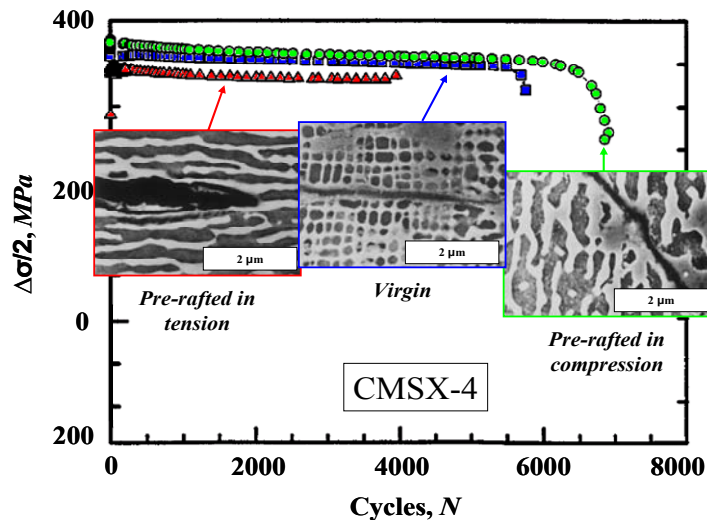 400
200
0
200
Δσ/2, MPa
2 μm
2 μm
2 μm
Pre-rafted in
tension
Virgin
Pre-rafted in
compression
CMSX-4
0
2000
4000
6000
8000
Cycles, N